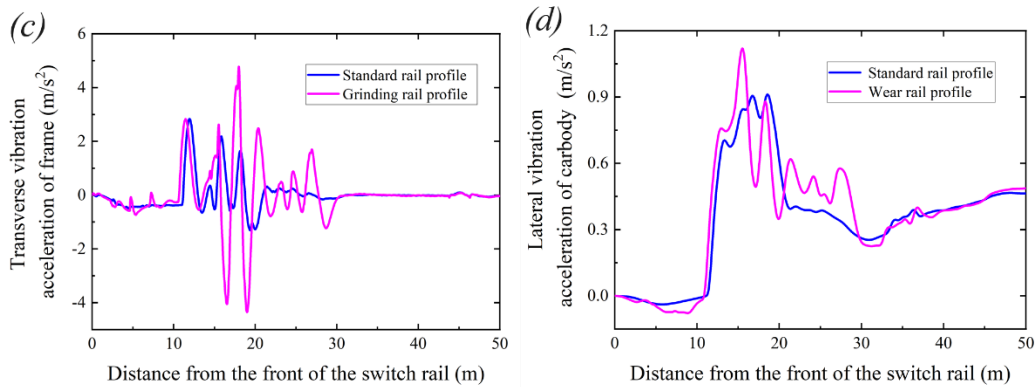 (c)
Transverse vibration
acceleration of frame (m/s²)
6
4
2
0
-2
-4
Standard rail profile
Grinding rail profile
0
10
20
30
40
50
Distance from the front of the switch rail (m)
(d)
Lateral vibration
acceleration of carbody (m/s²)
1.2
0.9
0.6
0.3
0.0
Standard rail profile
Wear rail profile
0
10
20
30
40
50
Distance from the front of the switch rail (m)